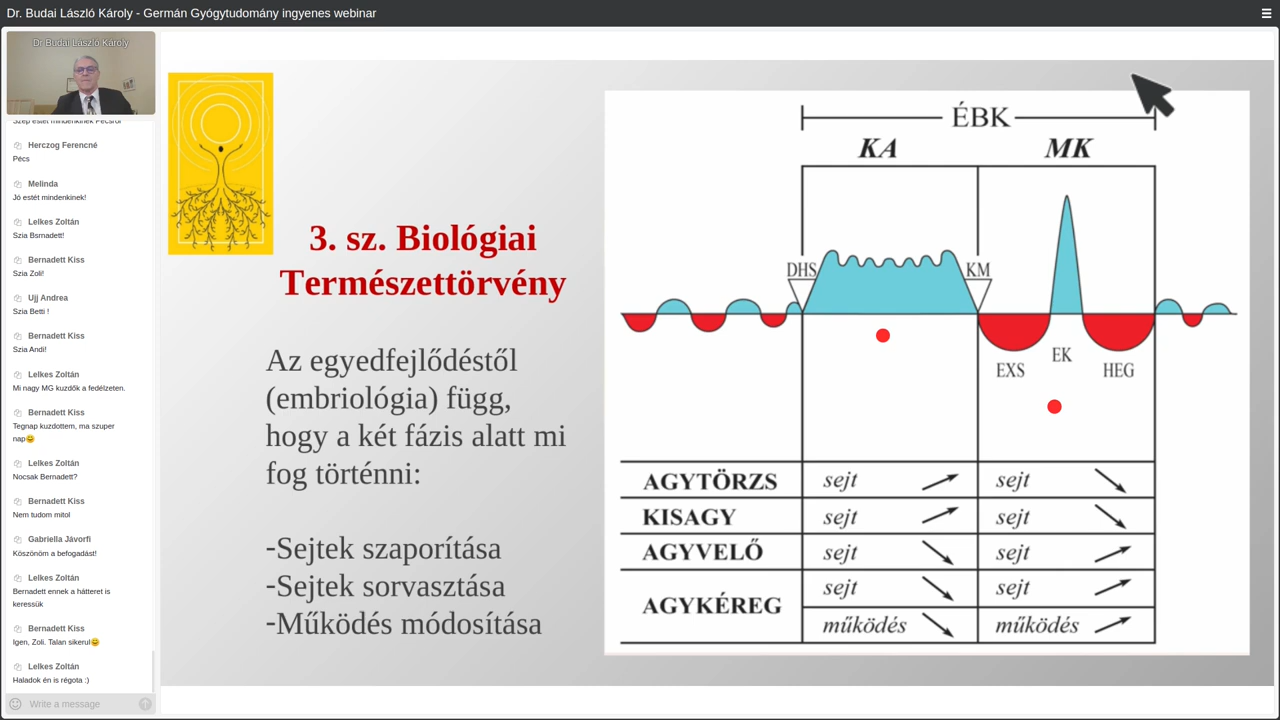 Dr. Budai László Károly - Germán Gyógytudomány ingyenes webinar
Dr Budai László Károly
Szép estét mindenkinek Pécsről
Herczog Ferencné
Pécs
Melinda
Jó estét mindenkinek!
Lelkes Zoltán
Szia Bsrnadett!
Bernadett Kiss
Szia Zoli!
Ujj Andrea
Szia Betti !
Bernadett Kiss
Szia Andi!
Lelkes Zoltán
Mi nagy MG kuzdők a fedélzeten.
Bernadett Kiss
Tegnap kuzdottem, ma szuper
nap😊
Lelkes Zoltán
Nocsak Bernadett?
Bernadett Kiss
Nem tudom mitol
Gabriella Jávorfi
Köszönöm a befogadást!
Lelkes Zoltán
Bernadett ennek a hátteret is
keressük
Bernadett Kiss
Igen, Zoli. Talan sikerul😄
Lelkes Zoltán
Haladok én is régota :)
Write a message
3. sz. Biológiai
Természettörvény
Az egyedfejlődéstől
(embriológia) függ,
hogy a két fázis alatt mi
fog történni:
-Sejtek szaporítása
-Sejtek sorvasztása
-Működés módosítása
ÉBK
KA MK
DHS KM
EXS EK HEG
AGYTÖRZS sejt sejt
KISAGY sejt sejt
AGYVELŐ sejt sejt
AGYKÉREG sejt sejt
működés működés